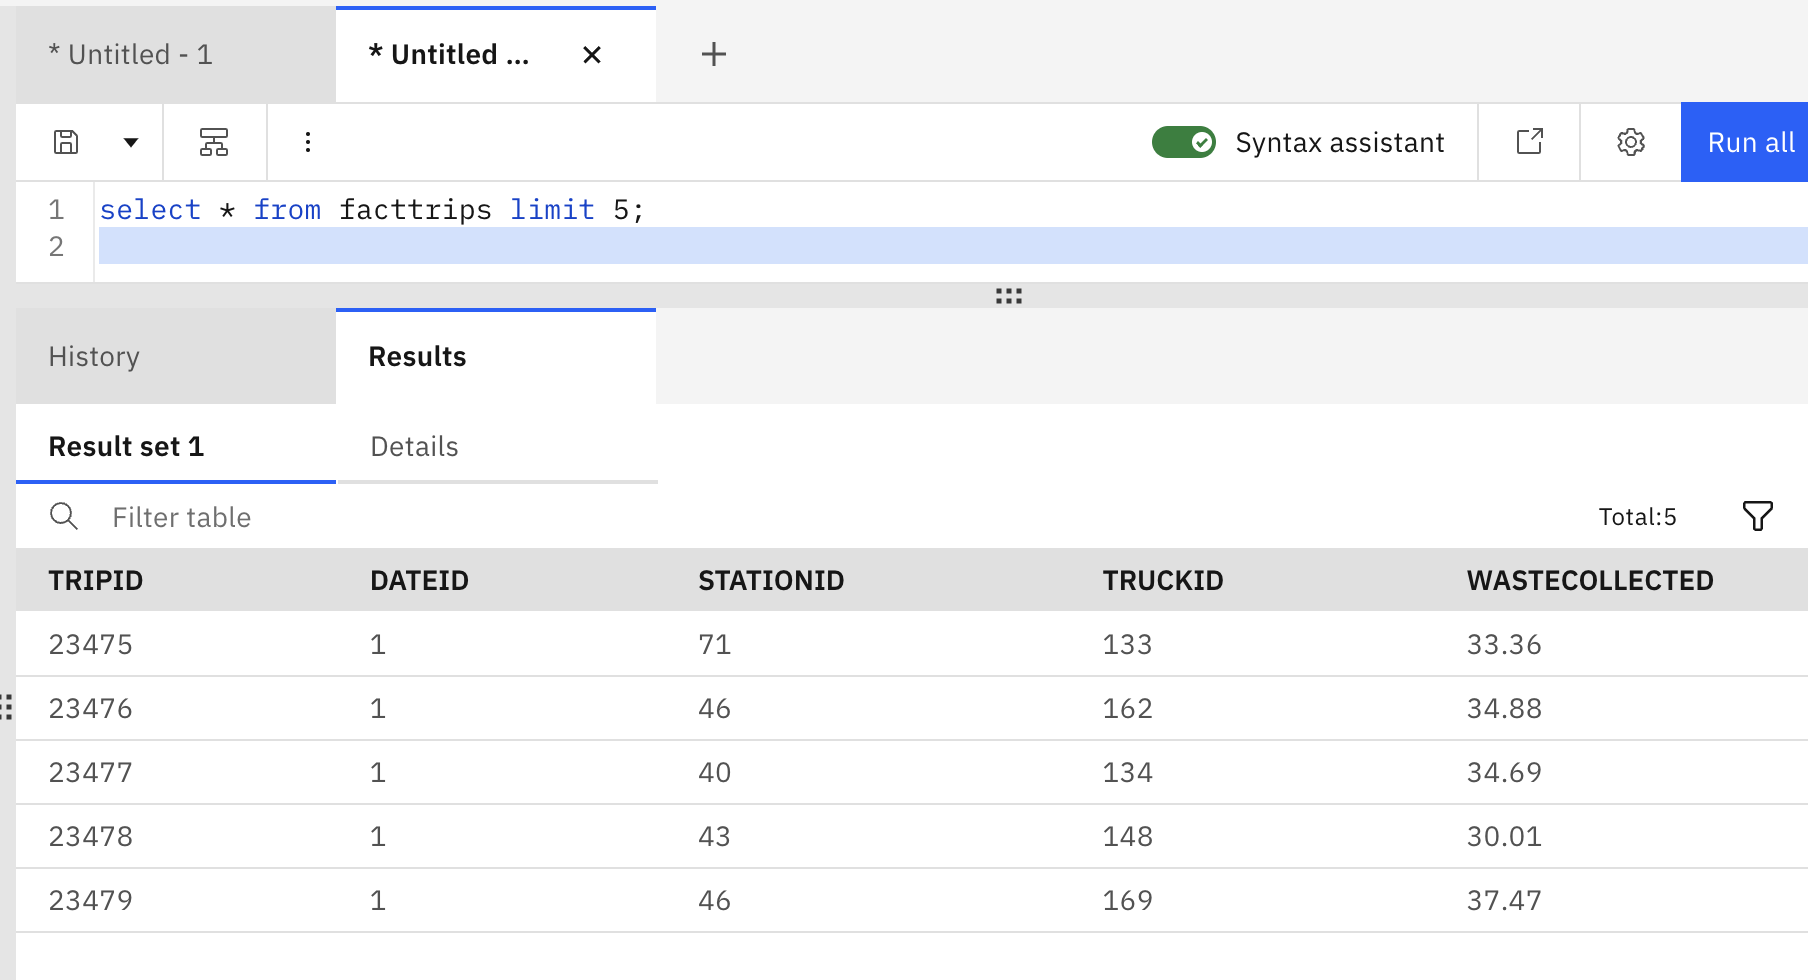 * Untitled - 1
* Untitled ...
Syntax assistant
Run all
1 select * from facttrips limit 5;
2
History Results
Result set 1 Details
Filter table Total:5
TRIPID DATEID STATIONID TRUCKID WASTECOLLECTED
23475 1 71 133 33.36
23476 1 46 162 34.88
23477 1 40 134 34.69
23478 1 43 148 30.01
23479 1 46 169 37.47